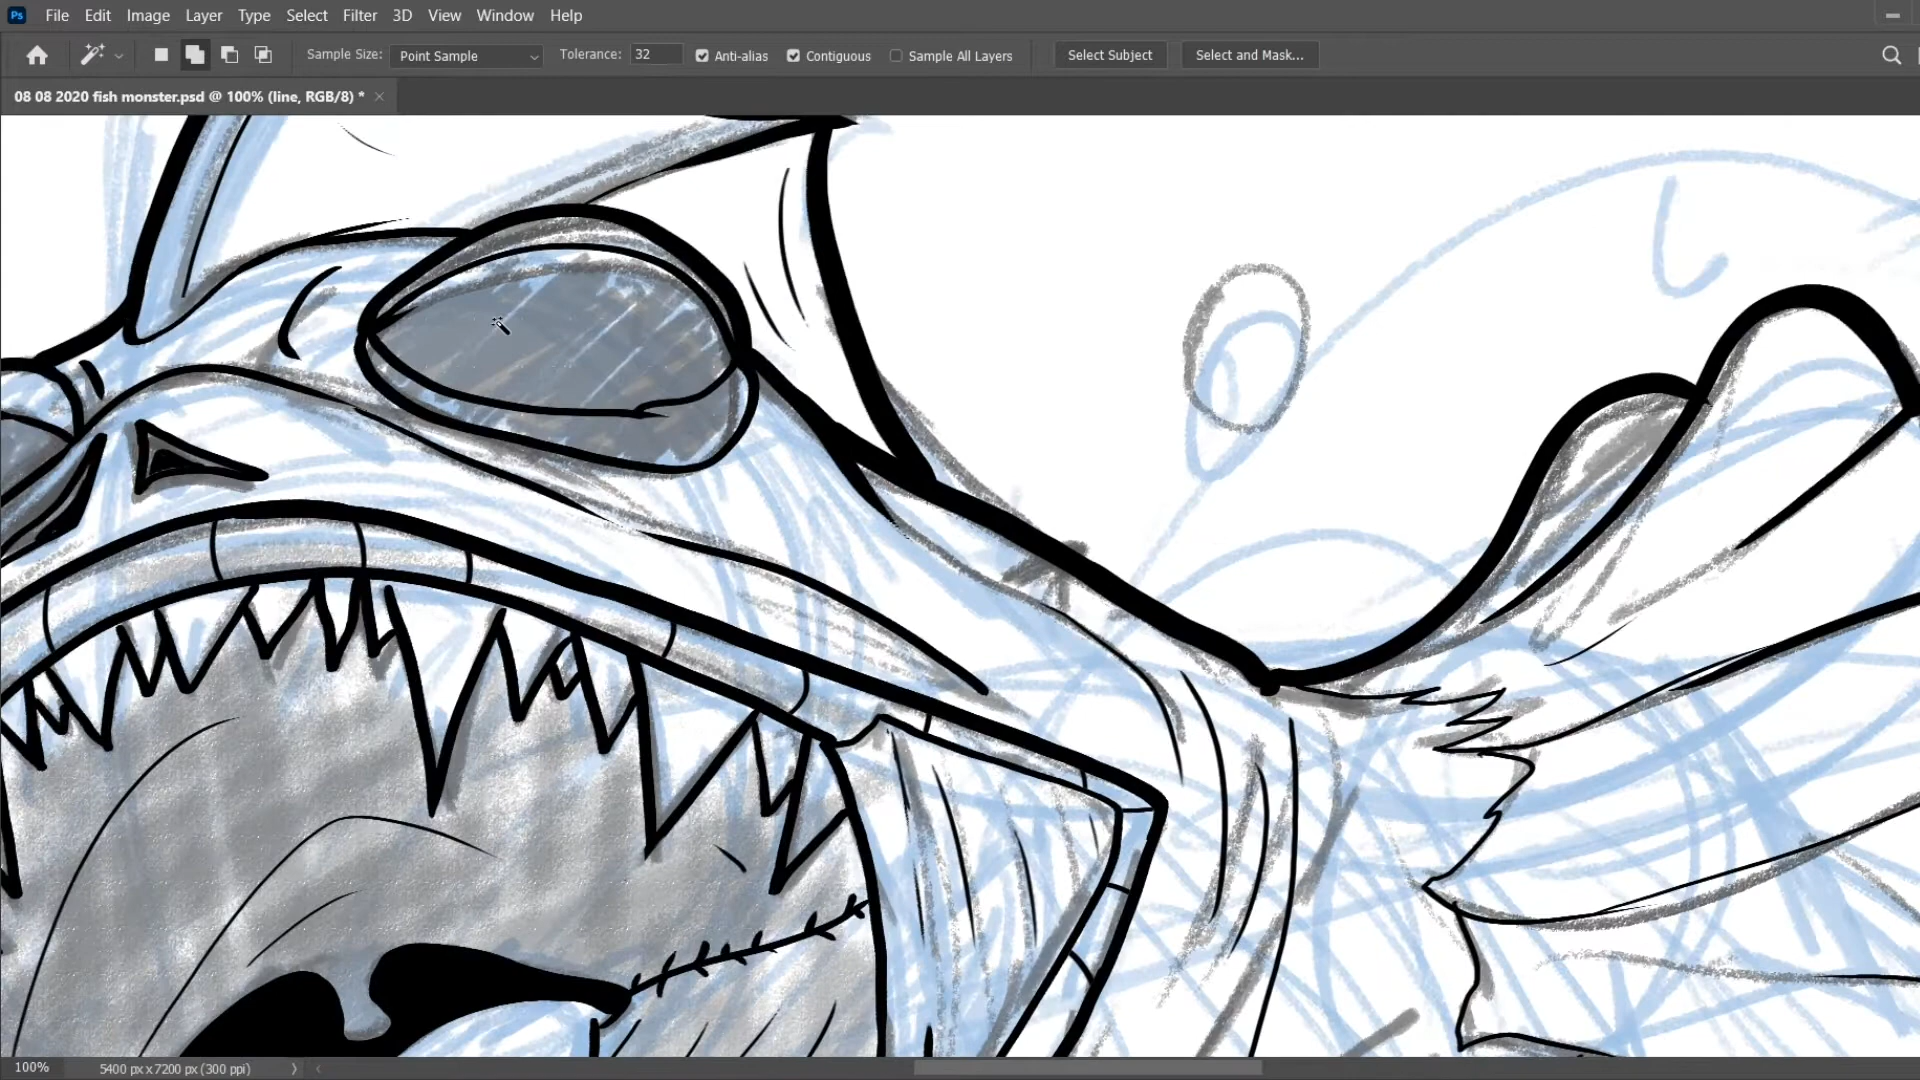 Ps File Edit Image Layer Type Select Filter 3D View Window Help
Sample Size: Point Sample Tolerance: 32 Anti-alias Contiguous Sample All Layers Select Subject Select and Mask...
08 08 2020 fish monster.psd @ 100% (line, RGB/8) *
100% 5400 px x 7200 px (300 ppi)